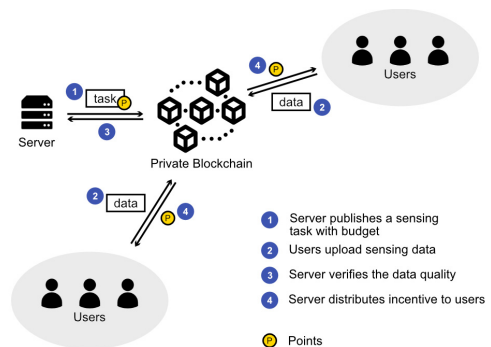 4
P
Users
1
task
P
data
2
3
Server
Private Blockchain
2
data
P
4
1 Server publishes a sensing
task with budget
2 Users upload sensing data
3 Server verifies the data quality
4 Server distributes incentive to users
Users
P Points